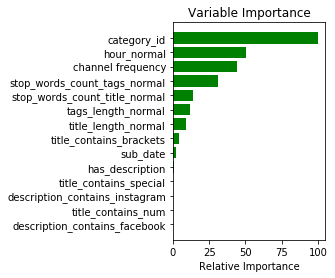 Variable Importance
category_id
hour_normal
channel frequency
stop_words_count_tags_normal
stop_words_count_title_normal
tags_length_normal
title_length_normal
title_contains_brackets
sub_date
has_description
title_contains_special
description_contains_instagram
title_contains_num
description_contains_facebook
0 25 50 75 100
Relative Importance